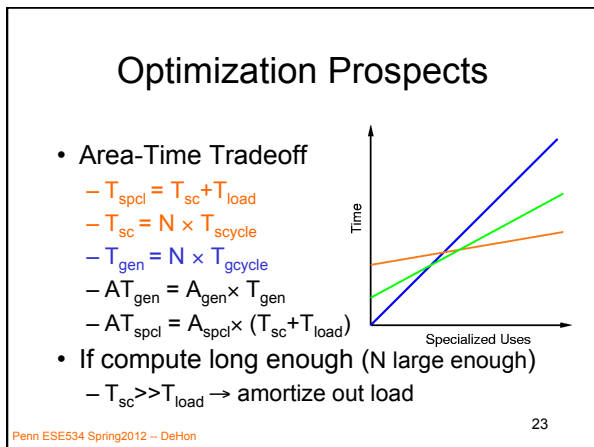 Optimization Prospects
• Area-Time Tradeoff
– Tspcl = Tsc+Tload
– Tsc = N × Tscycle
– Tgen = N × Tgcycle
– ATgen = Agen× Tgen
– ATspcl = Aspcl× (Tsc+Tload)
Time
Specialized Uses
• If compute long enough (N large enough)
– Tsc>>Tload → amortize out load
Penn ESE534 Spring2012 -- DeHon
23